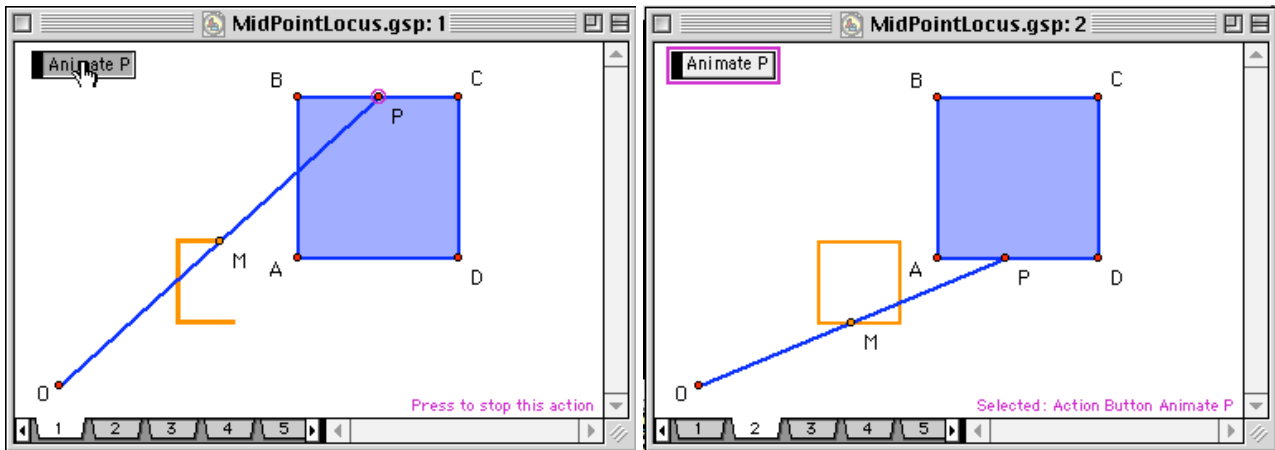 MidPointLocus.gsp: 1
Animate P
B
C
P
M
A
D
O
Press to stop this action
1 2 3 4 5
MidPointLocus.gsp: 2
Animate P
B
C
A
P
D
M
O
Selected: Action Button Animate P
1 2 3 4 5